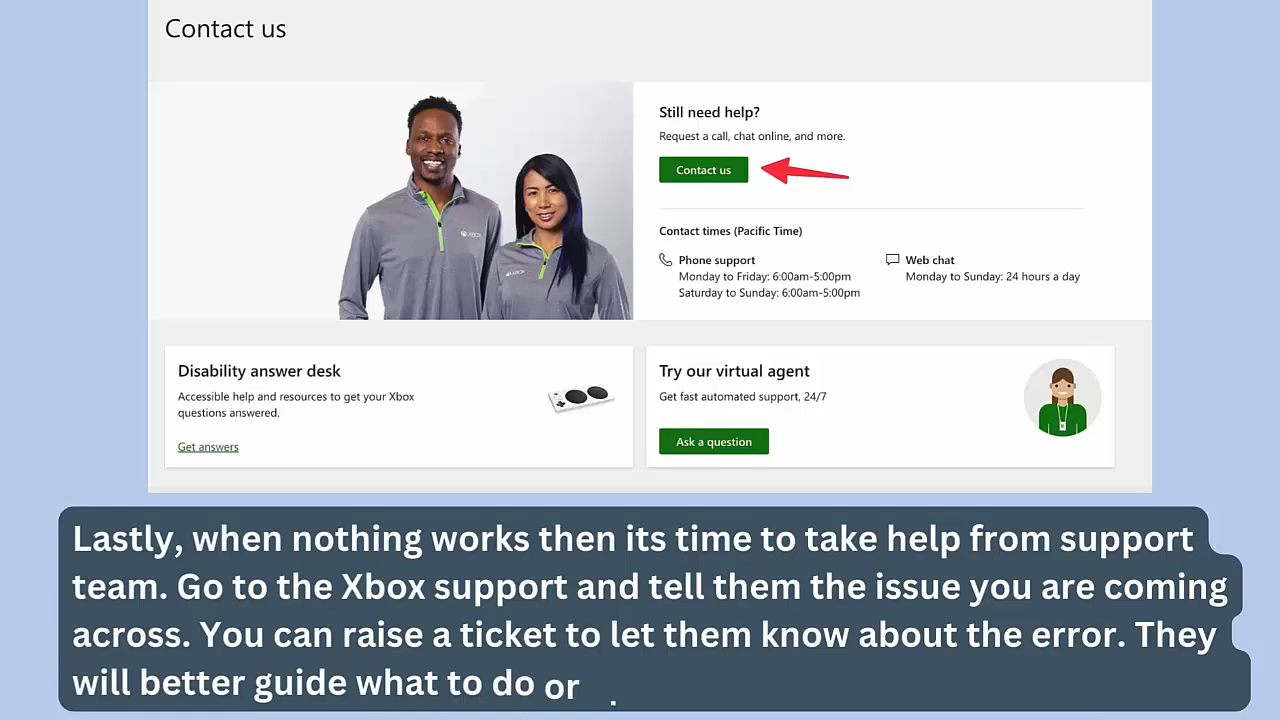 Contact us
Still need help?
Request a call, chat online, and more.
Contact us
Contact times (Pacific Time)
Phone support
Monday to Friday: 6:00am-5:00pm
Saturday to Sunday: 6:00am-5:00pm
Web chat
Monday to Sunday: 24 hours a day
XBOX
XBOX
Disability answer desk
Accessible help and resources to get your Xbox
questions answered.
Get answers
Try our virtual agent
Get fast automated support, 24/7
Ask a question
Lastly, when nothing works then its time to take help from support
team. Go to the Xbox support and tell them the issue you are coming
across. You can raise a ticket to let them know about the error. They
will better guide what to do or .